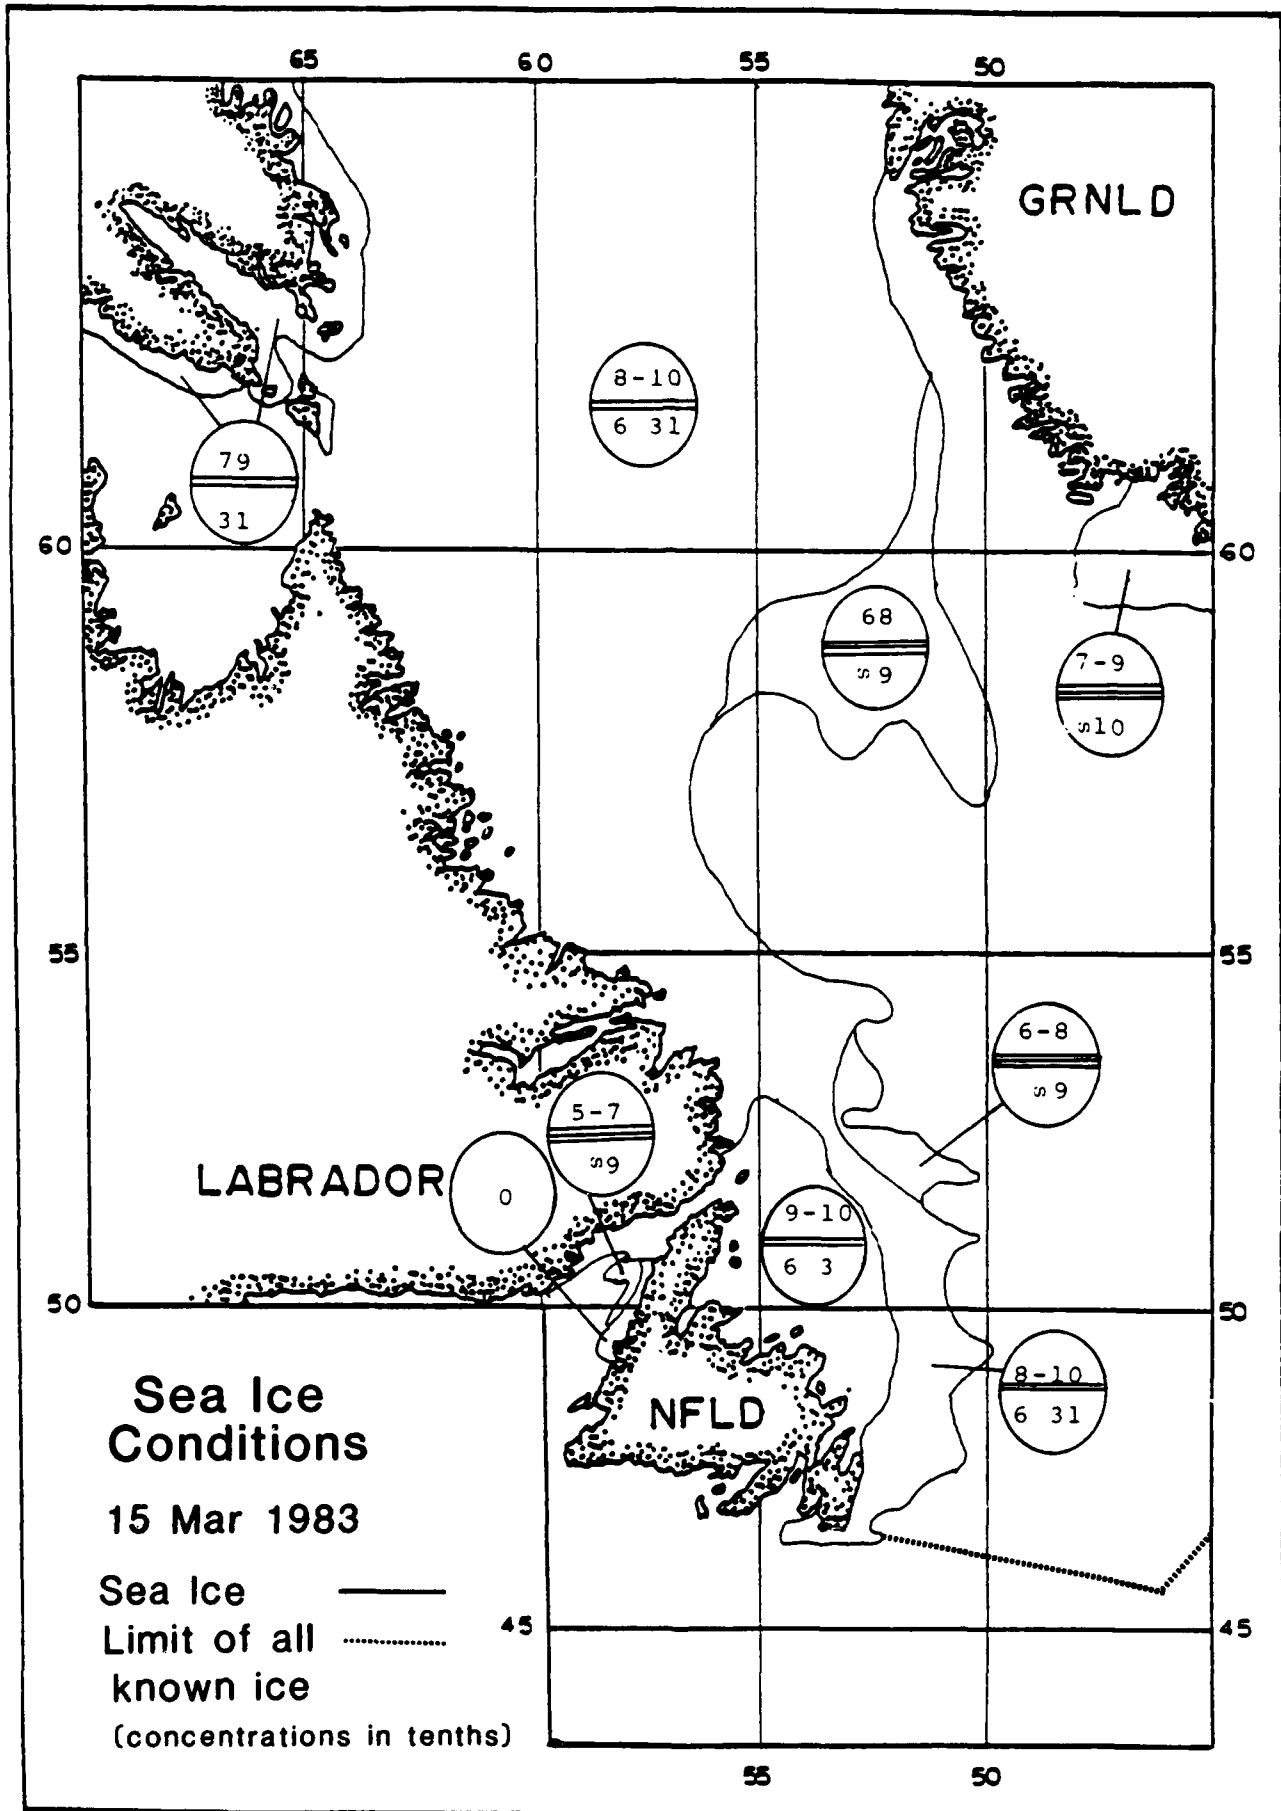 65 60 55 50
GRNLD
8-10
6 31
79
31
60 60
68
s 9
7-9
s10
55 55
6-8
s 9
5-7
s9
LABRADOR
0
9-10
6 3
50 50
8-10
6 31
NFLD
Sea Ice
Conditions
15 Mar 1983
Sea Ice
Limit of all
known ice
(concentrations in tenths)
45 45
55 50